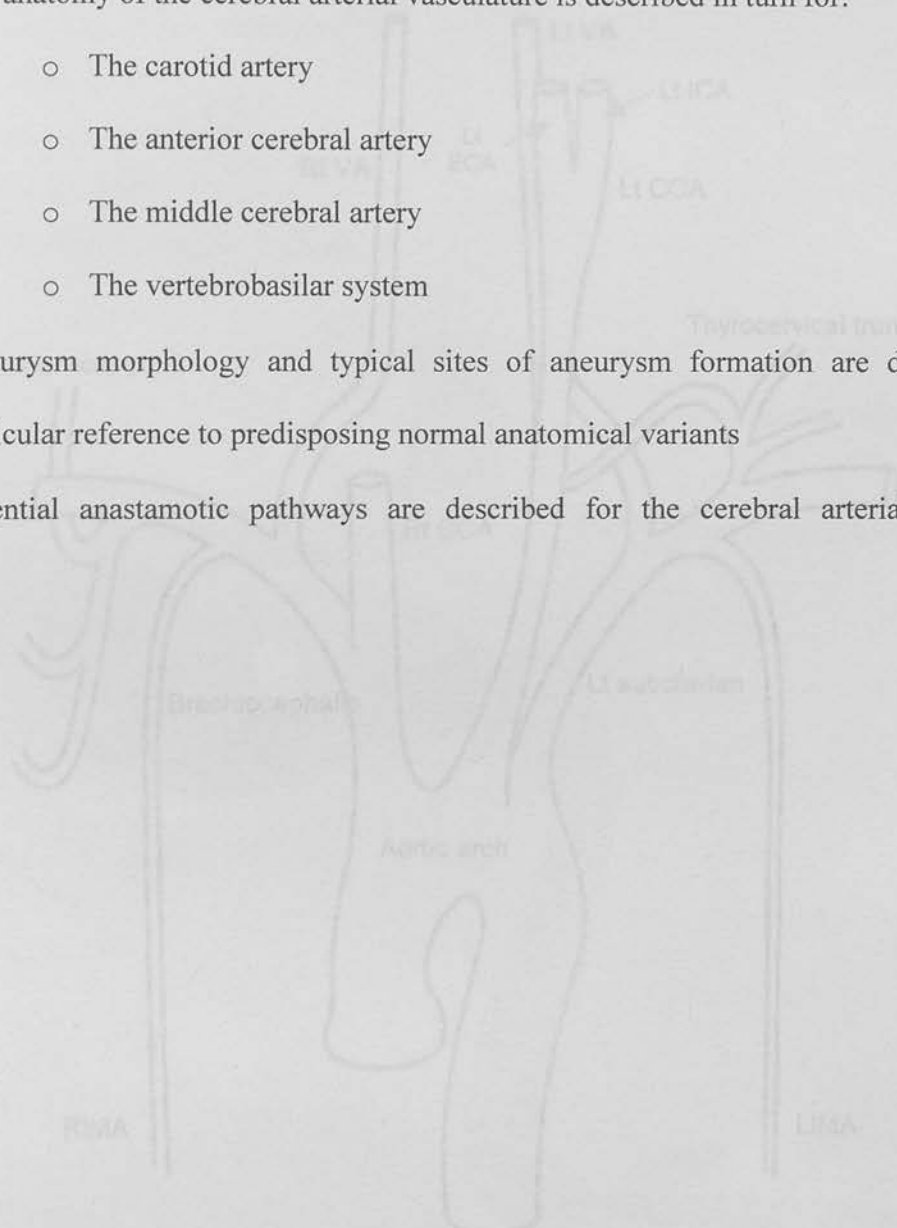 anatomy of the cerebral arterial vasculature is described in turn for:
o The carotid artery
o The anterior cerebral artery
o The middle cerebral artery
o The vertebrobasilar system
urysm morphology and typical sites of aneurysm formation are d
icular reference to predisposing normal anatomical variants
ential anastamotic pathways are described for the cerebral arteria
Lt VA
Lt ICA
Lt
ECA
Rt VA
Lt CCA
Thyrocervical trun
Rt CCA
Brachiocephalic
Lt subclavian
Aortic arch
RIMA
LIMA